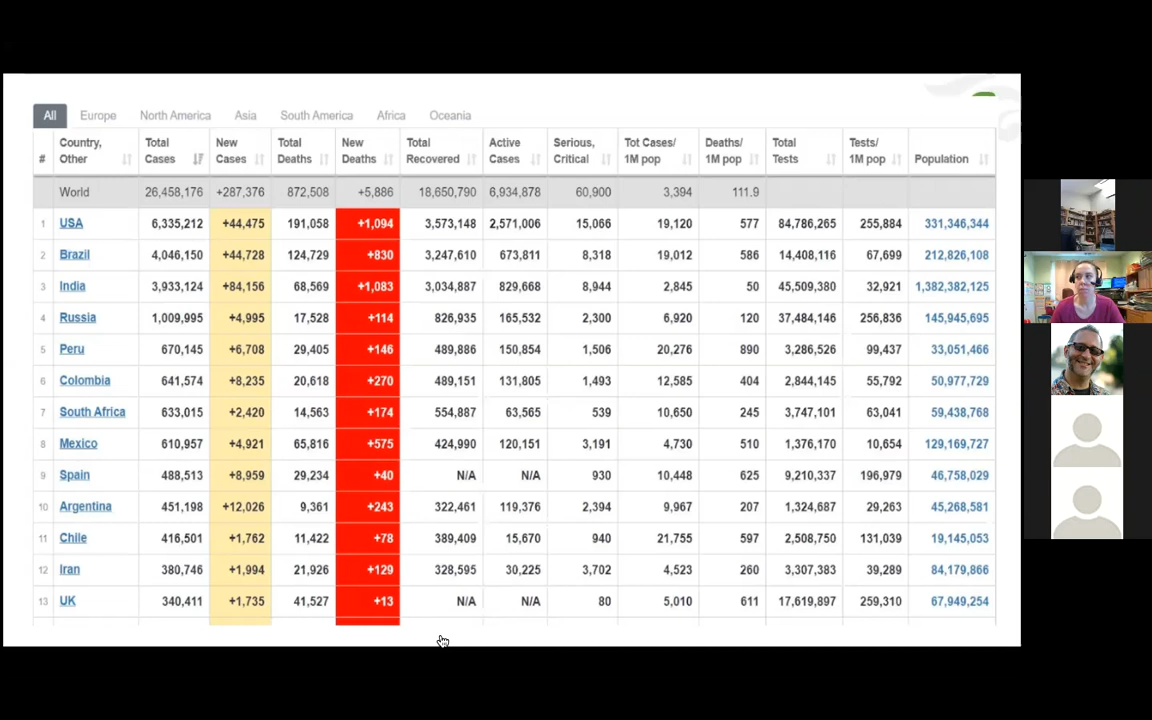 All Europe North America Asia South America Africa Oceania
# Country, Other Total Cases New Cases Total Deaths New Deaths Total Recovered Active Cases Serious, Critical Tot Cases/ 1M pop Deaths/ 1M pop Total Tests Tests/ 1M pop Population
World 26,458,176 +287,376 872,508 +5,886 18,650,790 6,934,878 60,900 3,394 111.9
1 USA 6,335,212 +44,475 191,058 +1,094 3,573,148 2,571,006 15,066 19,120 577 84,786,265 255,884 331,346,344
2 Brazil 4,046,150 +44,728 124,729 +830 3,247,610 673,811 8,318 19,012 586 14,408,116 67,699 212,826,108
3 India 3,933,124 +84,156 68,569 +1,083 3,034,887 829,668 8,944 2,845 50 45,509,380 32,921 1,382,382,125
4 Russia 1,009,995 +4,995 17,528 +114 826,935 165,532 2,300 6,920 120 37,484,146 256,836 145,945,695
5 Peru 670,145 +6,708 29,405 +146 489,886 150,854 1,506 20,276 890 3,286,526 99,437 33,051,466
6 Colombia 641,574 +8,235 20,618 +270 489,151 131,805 1,493 12,585 404 2,844,145 55,792 50,977,729
7 South Africa 633,015 +2,420 14,563 +174 554,887 63,565 539 10,650 245 3,747,101 63,041 59,438,768
8 Mexico 610,957 +4,921 65,816 +575 424,990 120,151 3,191 4,730 510 1,376,170 10,654 129,169,727
9 Spain 488,513 +8,959 29,234 +40 N/A N/A 930 10,448 625 9,210,337 196,979 46,758,029
10 Argentina 451,198 +12,026 9,361 +243 322,461 119,376 2,394 9,967 207 1,324,687 29,263 45,268,581
11 Chile 416,501 +1,762 11,422 +78 389,409 15,670 940 21,755 597 2,508,750 131,039 19,145,053
12 Iran 380,746 +1,994 21,926 +129 328,595 30,225 3,702 4,523 260 3,307,383 39,289 84,179,866
13 UK 340,411 +1,735 41,527 +13 N/A N/A 80 5,010 611 17,619,897 259,310 67,949,254